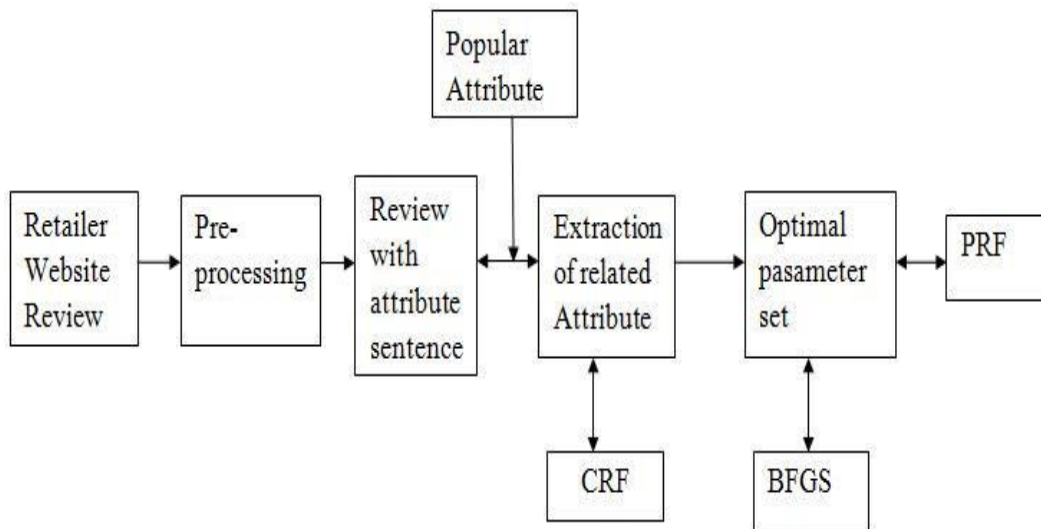 Popular
Attribute
Retailer
Website
Review
Pre-
processing
Review
with
attribute
sentence
Extraction
of related
Attribute
Optimal
pasameter
set
PRF
CRF
BFGS